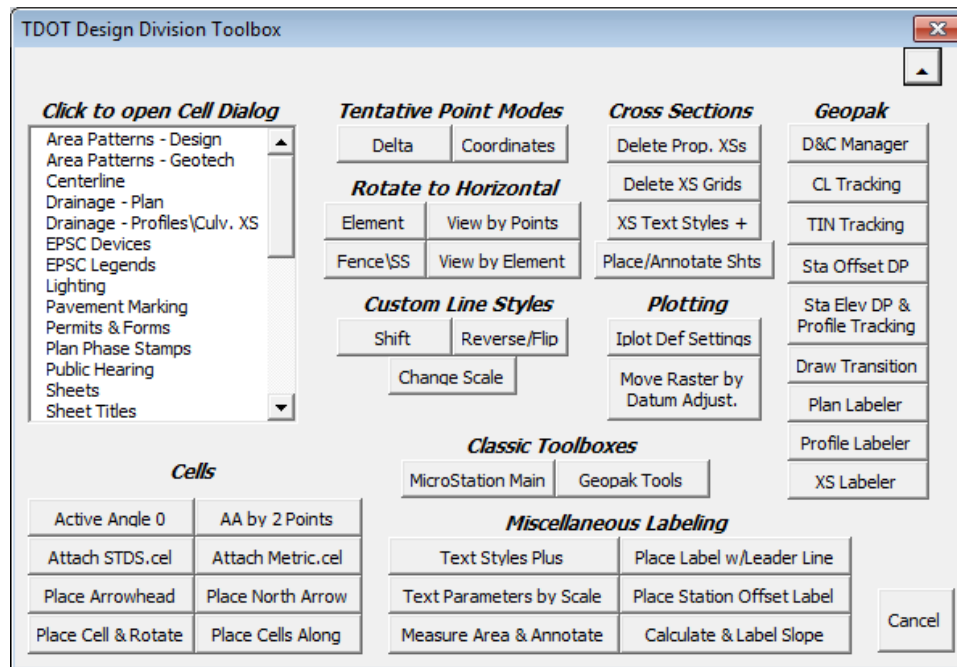 TDOT Design Division Toolbox
Click to open Cell Dialog
Area Patterns - Design
Area Patterns - Geotech
Centerline
Drainage - Plan
Drainage - Profiles\Culv. XS
EPSC Devices
EPSC Legends
Lighting
Pavement Marking
Permits & Forms
Plan Phase Stamps
Public Hearing
Sheets
Sheet Titles
Tentative Point Modes
Delta Coordinates
Rotate to Horizontal
Element View by Points
Fence\SS View by Element
Custom Line Styles
Shift Reverse/Flip
Change Scale
Cross Sections
Delete Prop. XSs
Delete XS Grids
XS Text Styles +
Place/Annotate Shts
Plotting
Iplot Def Settings
Move Raster by
Datum Adjust.
Geopak
D&C Manager
CL Tracking
TIN Tracking
Sta Offset DP
Sta Elev DP &
Profile Tracking
Draw Transition
Plan Labeler
Profile Labeler
XS Labeler
Classic Toolboxes
MicroStation Main Geopak Tools
Cells
Active Angle 0 AA by 2 Points
Attach STDS.cel Attach Metric.cel
Place Arrowhead Place North Arrow
Place Cell & Rotate Place Cells Along
Miscellaneous Labeling
Text Styles Plus Place Label w/Leader Line
Text Parameters by Scale Place Station Offset Label
Measure Area & Annotate Calculate & Label Slope
Cancel